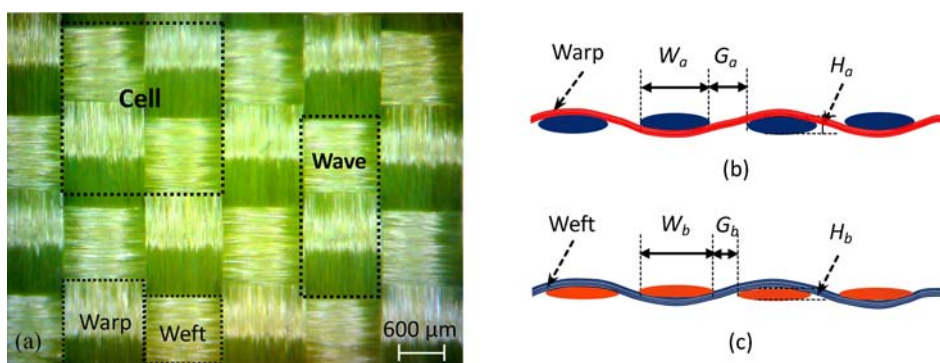 Cell
Wave
Warp
Weft
(a)
600 μm
Warp
Wa
Ga
Ha
(b)
Weft
Wb
Gb
Hb
(c)